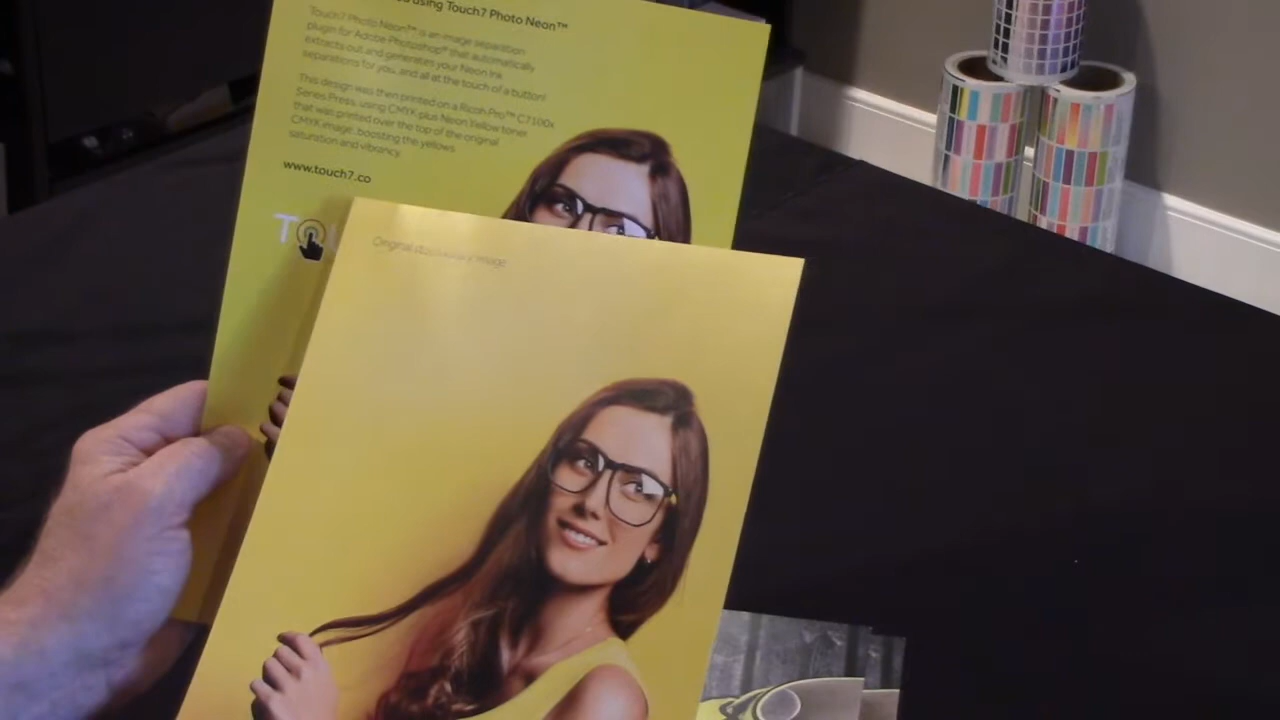 using Touch7 Photo Neon™
Touch7 Photo Neon™ is an image separation
plugin for Adobe Photoshop® that automatically
extracts out and generates your Neon Ink
separations for you, and all at the touch of a button!
This design was then printed on a Ricoh Pro™ C7100x
Series Press, using CMYK plus Neon Yellow toner
that was printed over the top of the original
CMYK image, boosting the yellows
saturation and vibrancy.
www.touch7.co
Original image